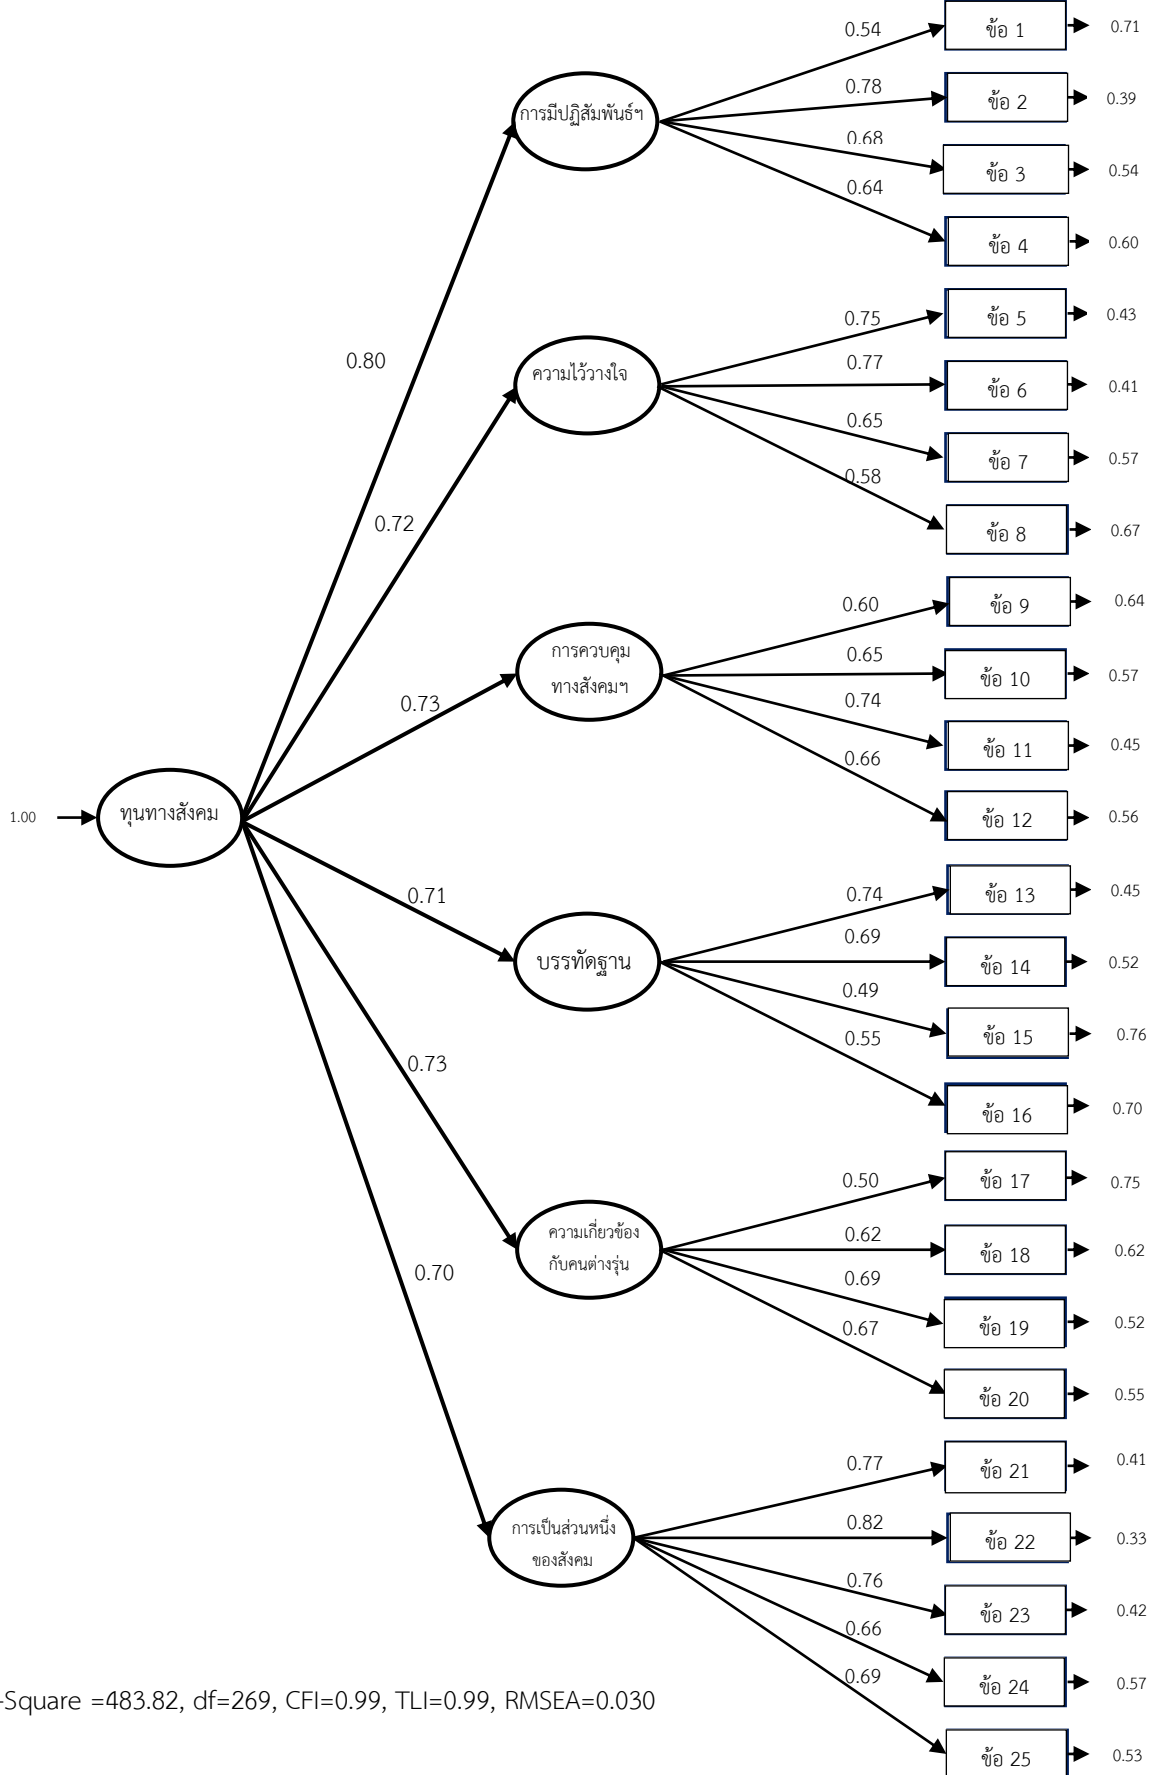 0.54
ข้อ 1
0.71
0.78
ข้อ 2
0.39
การมีปฏิสัมพันธ์ฯ
0.68
ข้อ 3
0.54
0.64
ข้อ 4
0.60
0.80
0.75
ข้อ 5
0.43
ความไว้วางใจ
0.77
ข้อ 6
0.41
0.65
ข้อ 7
0.57
0.58
ข้อ 8
0.67
0.72
0.60
ข้อ 9
0.64
การควบคุม
ทางสังคมฯ
0.65
ข้อ 10
0.57
0.73
0.74
ข้อ 11
0.45
0.66
ข้อ 12
0.56
1.00
ทุนทางสังคม
0.71
0.74
ข้อ 13
0.45
บรรทัดฐาน
0.69
ข้อ 14
0.52
0.49
ข้อ 15
0.76
0.55
ข้อ 16
0.70
0.73
0.50
ข้อ 17
0.75
ความเกี่ยวข้อง
กับคนต่างรุ่น
0.62
ข้อ 18
0.62
0.70
0.69
ข้อ 19
0.52
0.67
ข้อ 20
0.55
0.77
ข้อ 21
0.41
การเป็นส่วนหนึ่ง
ของสังคม
0.82
ข้อ 22
0.33
0.76
ข้อ 23
0.42
0.66
ข้อ 24
0.57
0.69
ข้อ 25
0.53
-Square =483.82, df=269, CFI=0.99, TLI=0.99, RMSEA=0.030